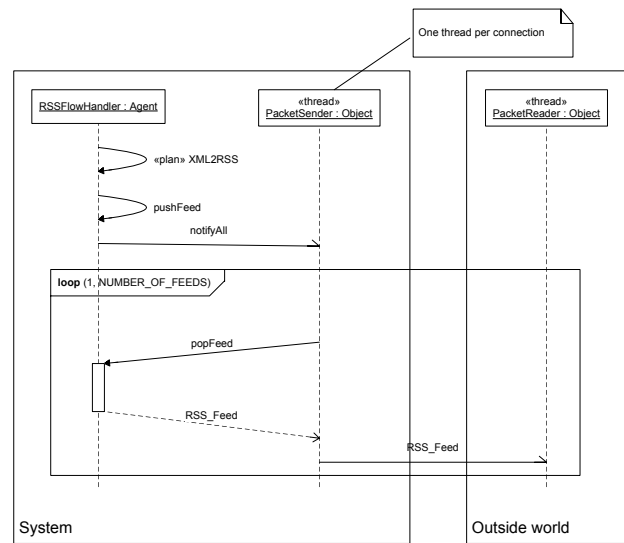 One thread per connection
RSSFlowHandler : Agent
«thread»
PacketSender : Object
«thread»
PacketReader : Object
«plan» XML2RSS
pushFeed
notifyAll
loop (1, NUMBER_OF_FEEDS)
popFeed
RSS_Feed
RSS_Feed
System
Outside world